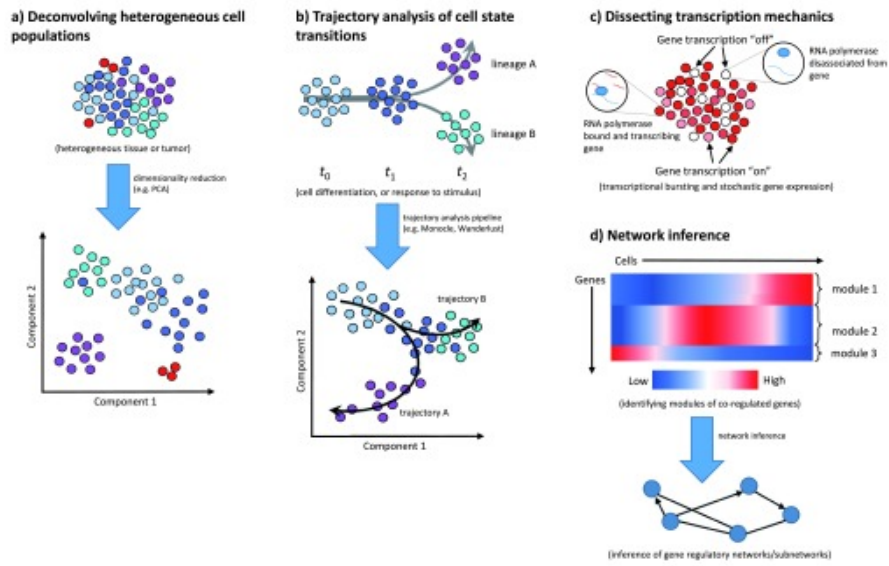 a) Deconvolving heterogeneous cell
populations
(heterogeneous tissue or tumor)
dimensionality reduction
(e.g. PCA)
Component 2
Component 1
b) Trajectory analysis of cell state
transitions
lineage A
lineage B
t0 t1 t2
(cell differentiation, or response to stimulus)
trajectory analysis pipeline
(e.g. Monocle, Wanderlust)
trajectory B
Component 2
trajectory A
Component 1
c) Dissecting transcription mechanics
Gene transcription “off”
RNA polymerase
disassociated from
gene
RNA polymerase
bound and transcribing
gene
Gene transcription “on”
(transcriptional bursting and stochastic gene expression)
d) Network inference
Cells
Genes
module 1
module 2
module 3
Low High
(identifying modules of co-regulated genes)
network inference
(inference of gene regulatory networks/subnetworks)